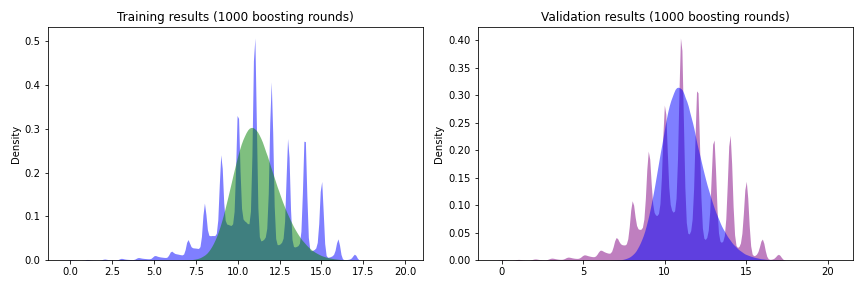 Training results (1000 boosting rounds)
Density
0.5
0.4
0.3
0.2
0.1
0.0
0.0 2.5 5.0 7.5 10.0 12.5 15.0 17.5 20.0
Validation results (1000 boosting rounds)
Density
0.40
0.35
0.30
0.25
0.20
0.15
0.10
0.05
0.00
0 5 10 15 20